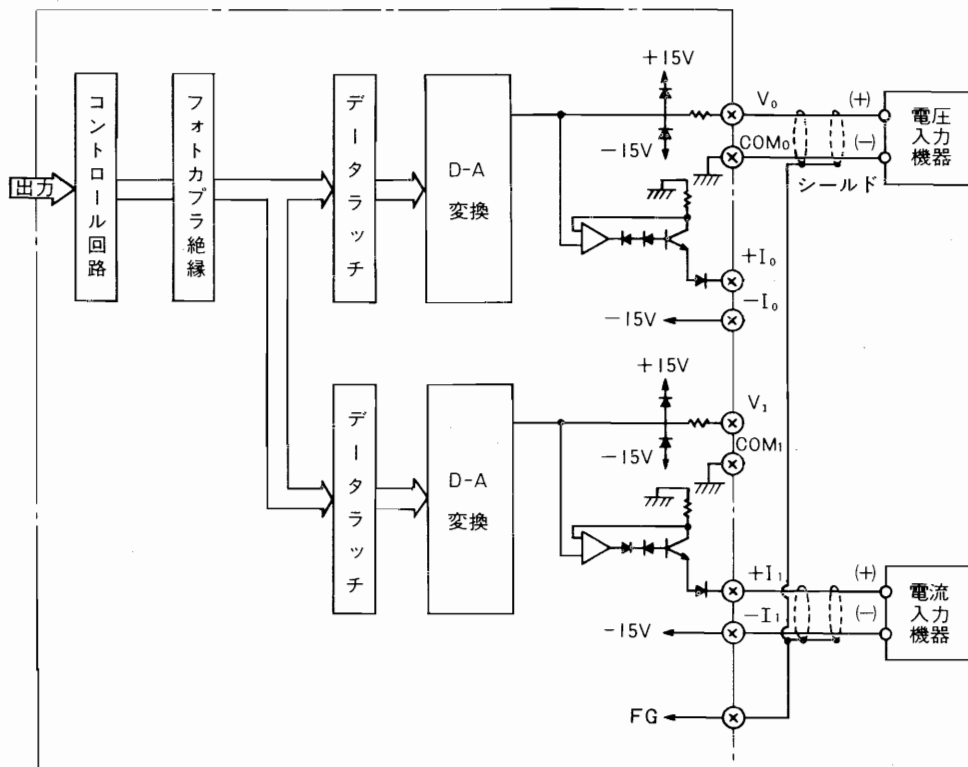 出力
コントロール回路
フォトカプラ絶縁
データラッチ
D-A
変換
+15V
-15V
V₀
COM₀
(+)
(-)
シールド
電圧
入力
機器
+I₀
-I₀
-15V
データラッチ
D-A
変換
+15V
-15V
V₁
COM₁
+I₁
-I₁
-15V
(+)
(-)
電流
入力
機器
FG